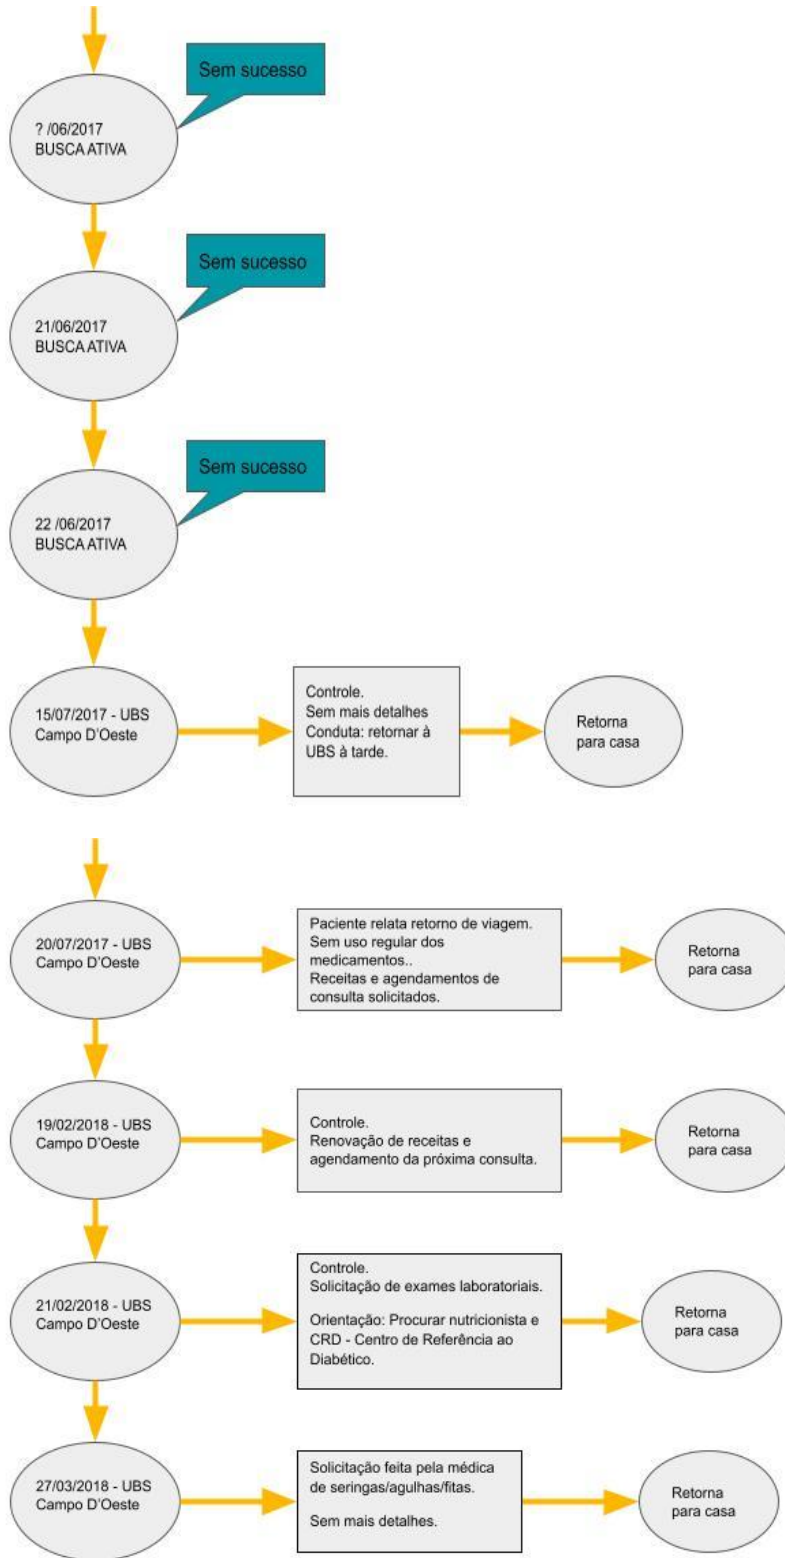 Sem sucesso
? /06/2017
BUSCA ATIVA
Sem sucesso
21/06/2017
BUSCA ATIVA
Sem sucesso
22 /06/2017
BUSCA ATIVA
15/07/2017 - UBS
Campo D'Oeste
Controle.
Sem mais detalhes
Conduta: retornar à
UBS à tarde.
Retorna
para casa
20/07/2017 - UBS
Campo D'Oeste
Paciente relata retorno de viagem.
Sem uso regular dos
medicamentos..
Receitas e agendamentos de
consulta solicitados.
Retorna
para casa
19/02/2018 - UBS
Campo D'Oeste
Controle.
Renovação de receitas e
agendamento da próxima consulta.
Retorna
para casa
21/02/2018 - UBS
Campo D'Oeste
Controle.
Solicitação de exames laboratoriais.
Orientação: Procurar nutricionista e
CRD - Centro de Referência ao
Diabético.
Retorna
para casa
27/03/2018 - UBS
Campo D'Oeste
Solicitação feita pela médica
de seringas/agulhas/fitas.
Sem mais detalhes.
Retorna
para casa